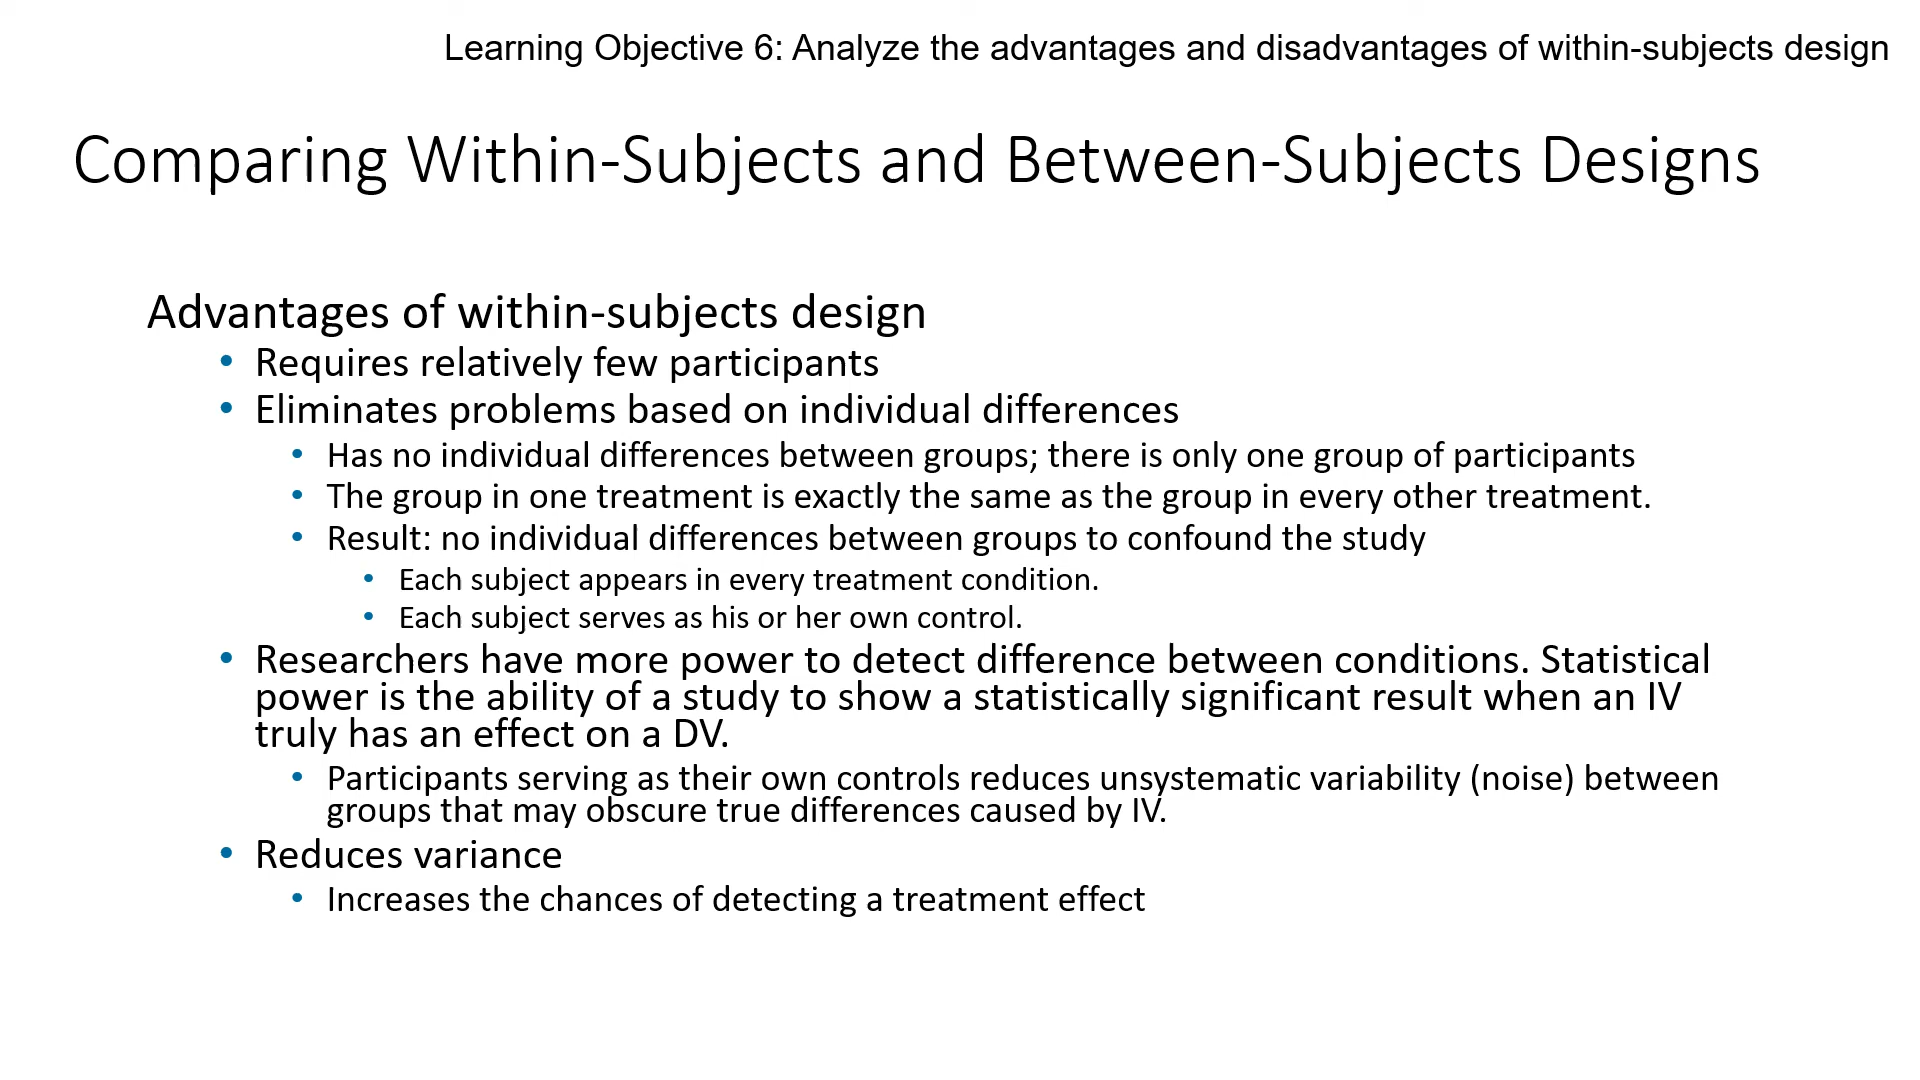 Learning Objective 6: Analyze the advantages and disadvantages of within-subjects design
Comparing Within-Subjects and Between-Subjects Designs
Advantages of within-subjects design
• Requires relatively few participants
• Eliminates problems based on individual differences
• Has no individual differences between groups; there is only one group of participants
• The group in one treatment is exactly the same as the group in every other treatment.
• Result: no individual differences between groups to confound the study
• Each subject appears in every treatment condition.
• Each subject serves as his or her own control.
• Researchers have more power to detect difference between conditions. Statistical
power is the ability of a study to show a statistically significant result when an IV
truly has an effect on a DV.
• Participants serving as their own controls reduces unsystematic variability (noise) between
groups that may obscure true differences caused by IV.
• Reduces variance
• Increases the chances of detecting a treatment effect